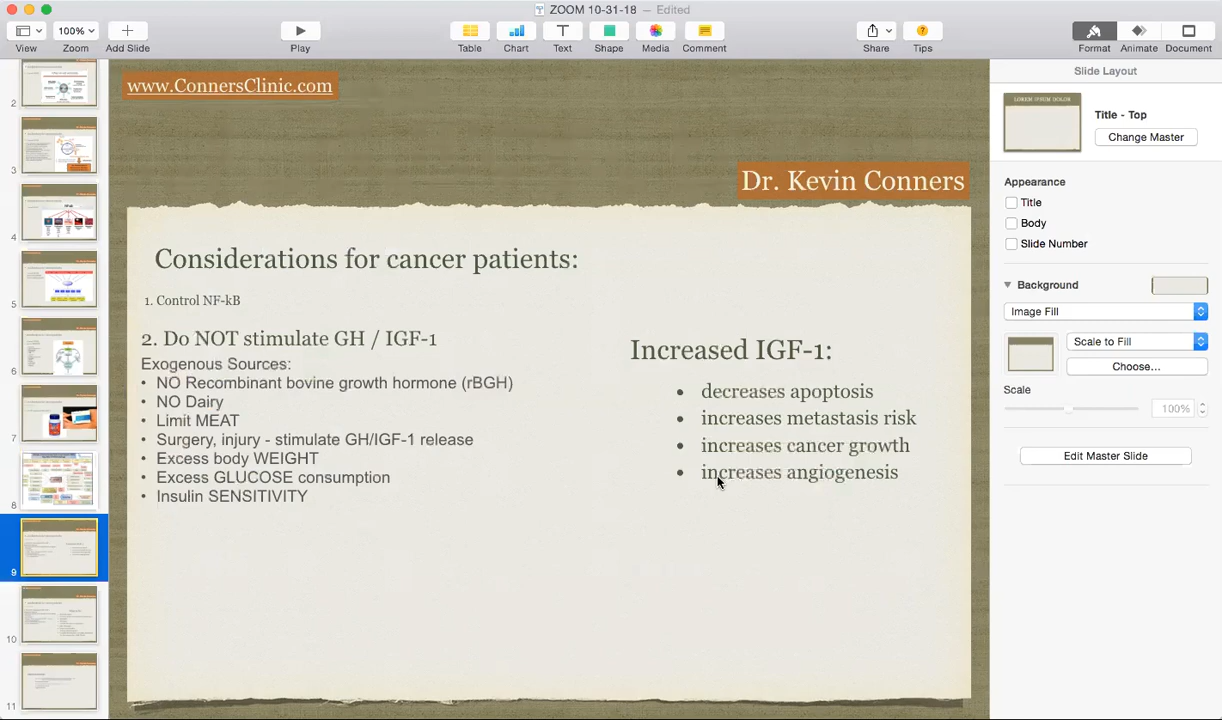 ZOOM 10-31-18 — Edited
View
100%
Zoom
Add Slide
Play
Table
Chart
Text
Shape
Media
Comment
Share
Tips
Format
Animate
Document
2
3
4
5
6
7
8
9
10
11
www.ConnersClinic.com
Dr. Kevin Conners
Considerations for cancer patients:
1. Control NF-kB
2. Do NOT stimulate GH / IGF-1
Exogenous Sources:
• NO Recombinant bovine growth hormone (rBGH)
• NO Dairy
• Limit MEAT
• Surgery, injury - stimulate GH/IGF-1 release
• Excess body WEIGHT
• Excess GLUCOSE consumption
• Insulin SENSITIVITY
Increased IGF-1:
• decreases apoptosis
• increases metastasis risk
• increases cancer growth
• increases angiogenesis
Slide Layout
LOREM IPSUM DOLOR
Title - Top
Change Master
Appearance
Title
Body
Slide Number
Background
Image Fill
Scale to Fill
Choose...
Scale
100%
Edit Master Slide